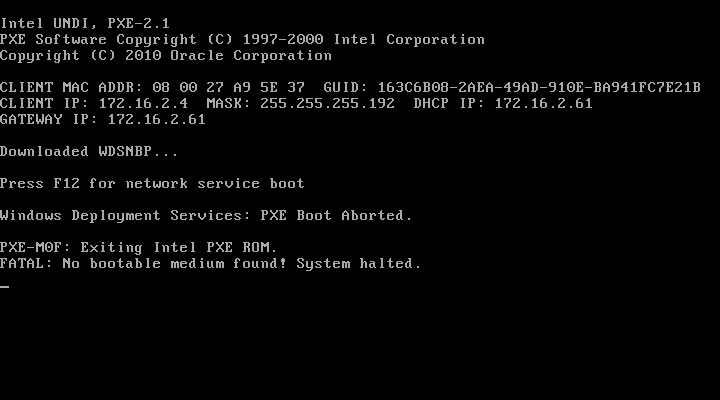 Intel UNDI, PXE-2.1
PXE Software Copyright (C) 1997-2000 Intel Corporation
Copyright (C) 2010 Oracle Corporation
CLIENT MAC ADDR: 08 00 27 A9 5E 37  GUID: 163C6B08-2AEA-49AD-910E-BA941FC7E21B
CLIENT IP: 172.16.2.4  MASK: 255.255.255.192  DHCP IP: 172.16.2.61
GATEWAY IP: 172.16.2.61
Downloaded WDSNBP...
Press F12 for network service boot
Windows Deployment Services: PXE Boot Aborted.
PXE-M0F: Exiting Intel PXE ROM.
FATAL: No bootable medium found! System halted.